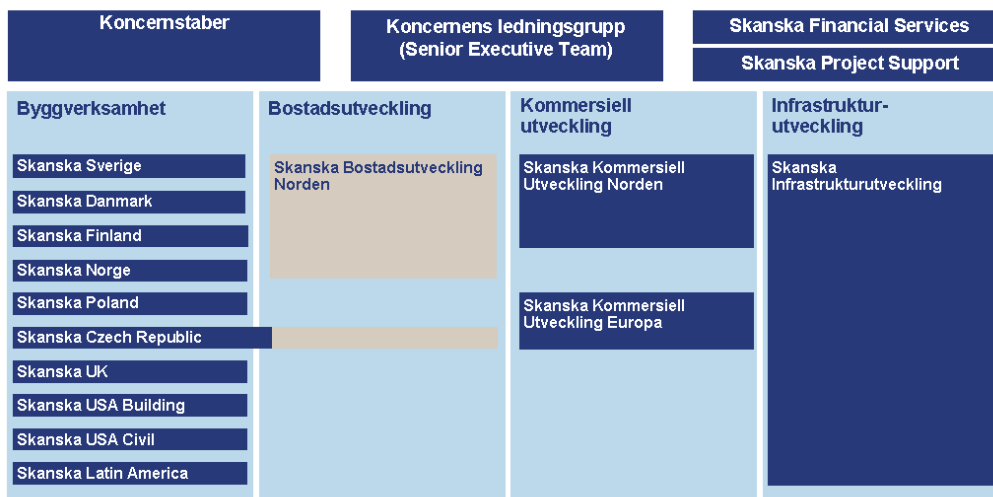 Koncernstaber
Koncernens ledningsgrupp
(Senior Executive Team)
Skanska Financial Services
Skanska Project Support
Byggverksamhet
Skanska Sverige
Skanska Danmark
Skanska Finland
Skanska Norge
Skanska Poland
Skanska Czech Republic
Skanska UK
Skanska USA Building
Skanska USA Civil
Skanska Latin America
Bostadsutveckling
Skanska Bostadsutveckling
Norden
Kommersiell
utveckling
Skanska Kommersiell
Utveckling Norden
Skanska Kommersiell
Utveckling Europa
Infrastruktur-
utveckling
Skanska
Infrastrukturutveckling